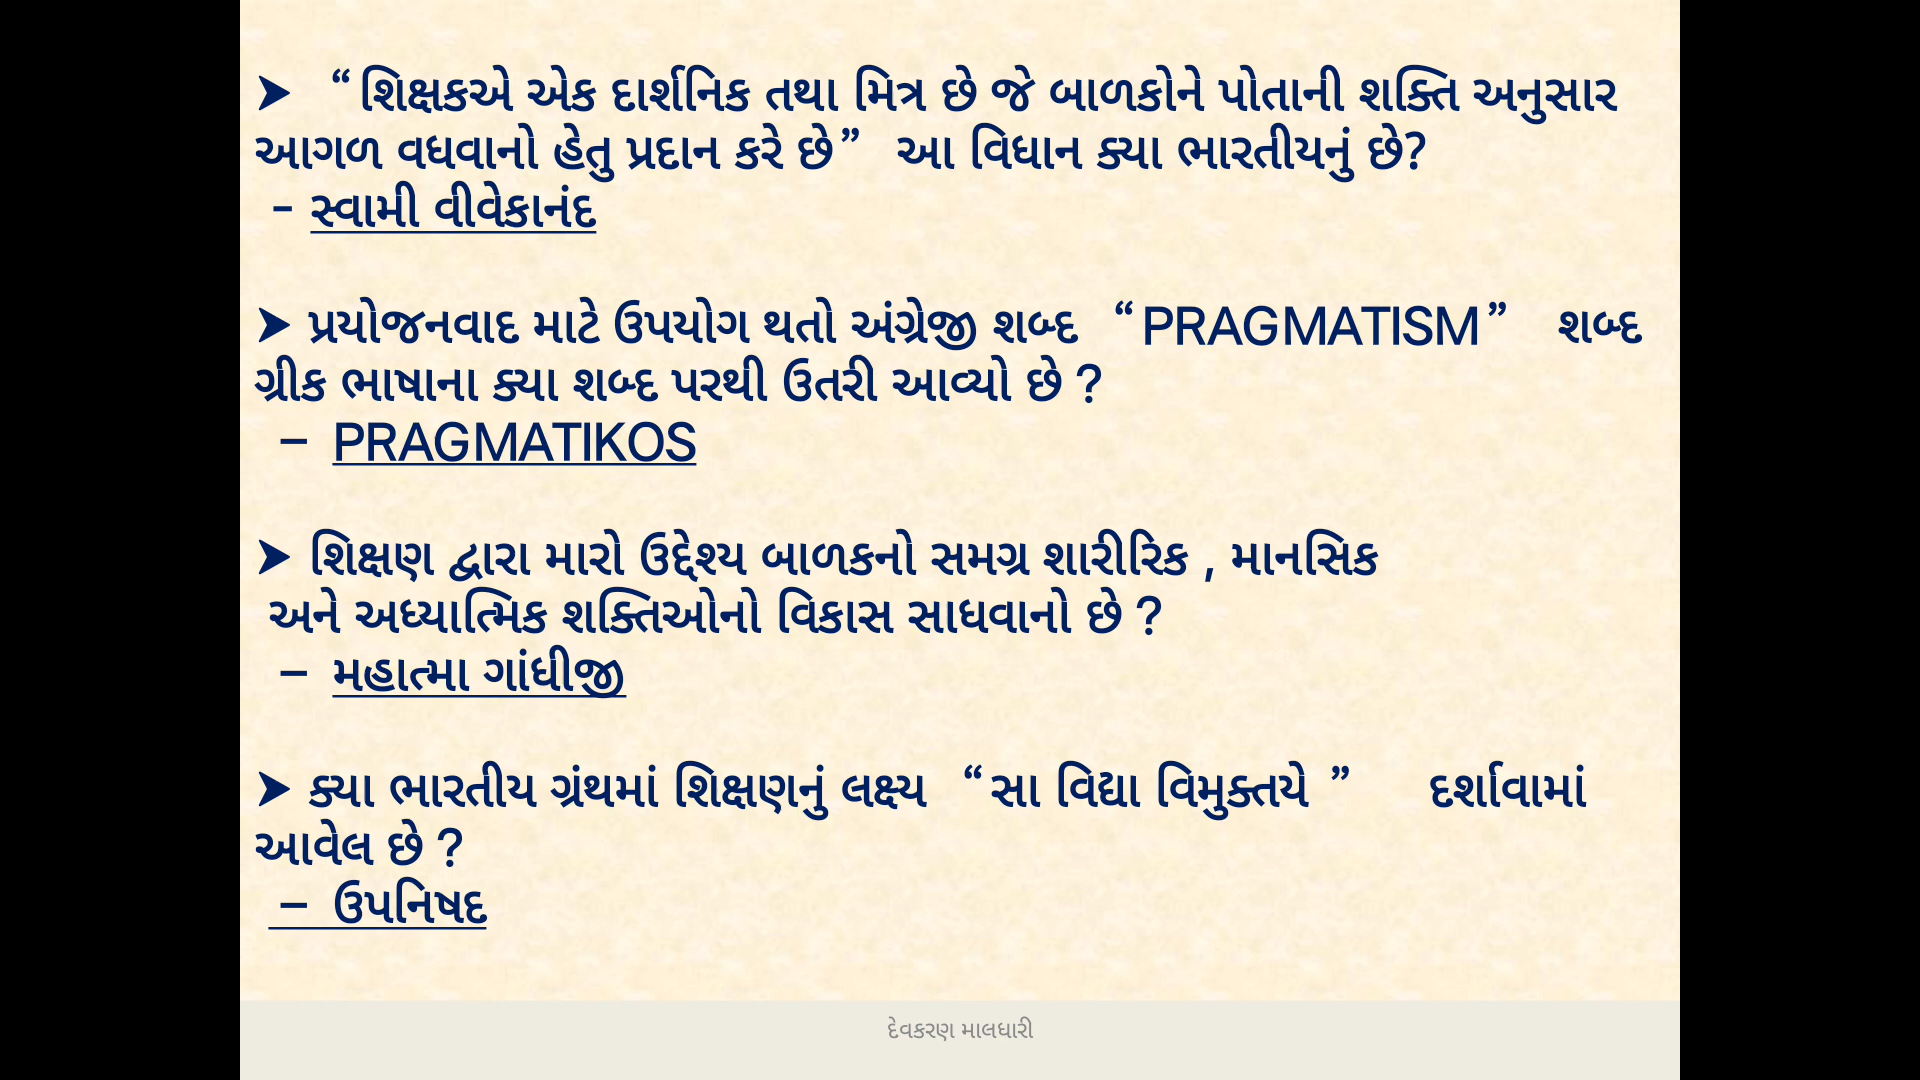 ➤ “શિક્ષકએ એક દાર્શનિક તથા મિત્ર છે જે બાળકોને પોતાની શક્તિ અનુસાર
આગળ વધવાનો હેતુ પ્રદાન કરે છે” આ વિધાન ક્યા ભારતીયનું છે?
- સ્વામી વીવેકાનંદ
➤ પ્રયોજનવાદ માટે ઉપયોગ થતો અંગ્રેજી શબ્દ “PRAGMATISM” શબ્દ
ગ્રીક ભાષાના ક્યા શબ્દ પરથી ઉતરી આવ્યો છે ?
– PRAGMATIKOS
➤ શિક્ષણ દ્વારા મારો ઉદ્દેશ્ય બાળકનો સમગ્ર શારીરિક , માનસિક
અને અધ્યાત્મિક શક્તિઓનો વિકાસ સાધવાનો છે ?
– મહાત્મા ગાંધીજી
➤ ક્યા ભારતીય ગ્રંથમાં શિક્ષણનું લક્ષ્ય “સા વિદ્યા વિમુક્તયે ” દર્શાવામાં
આવેલ છે ?
– ઉપનિષદ
દેવકરણ માલધારી